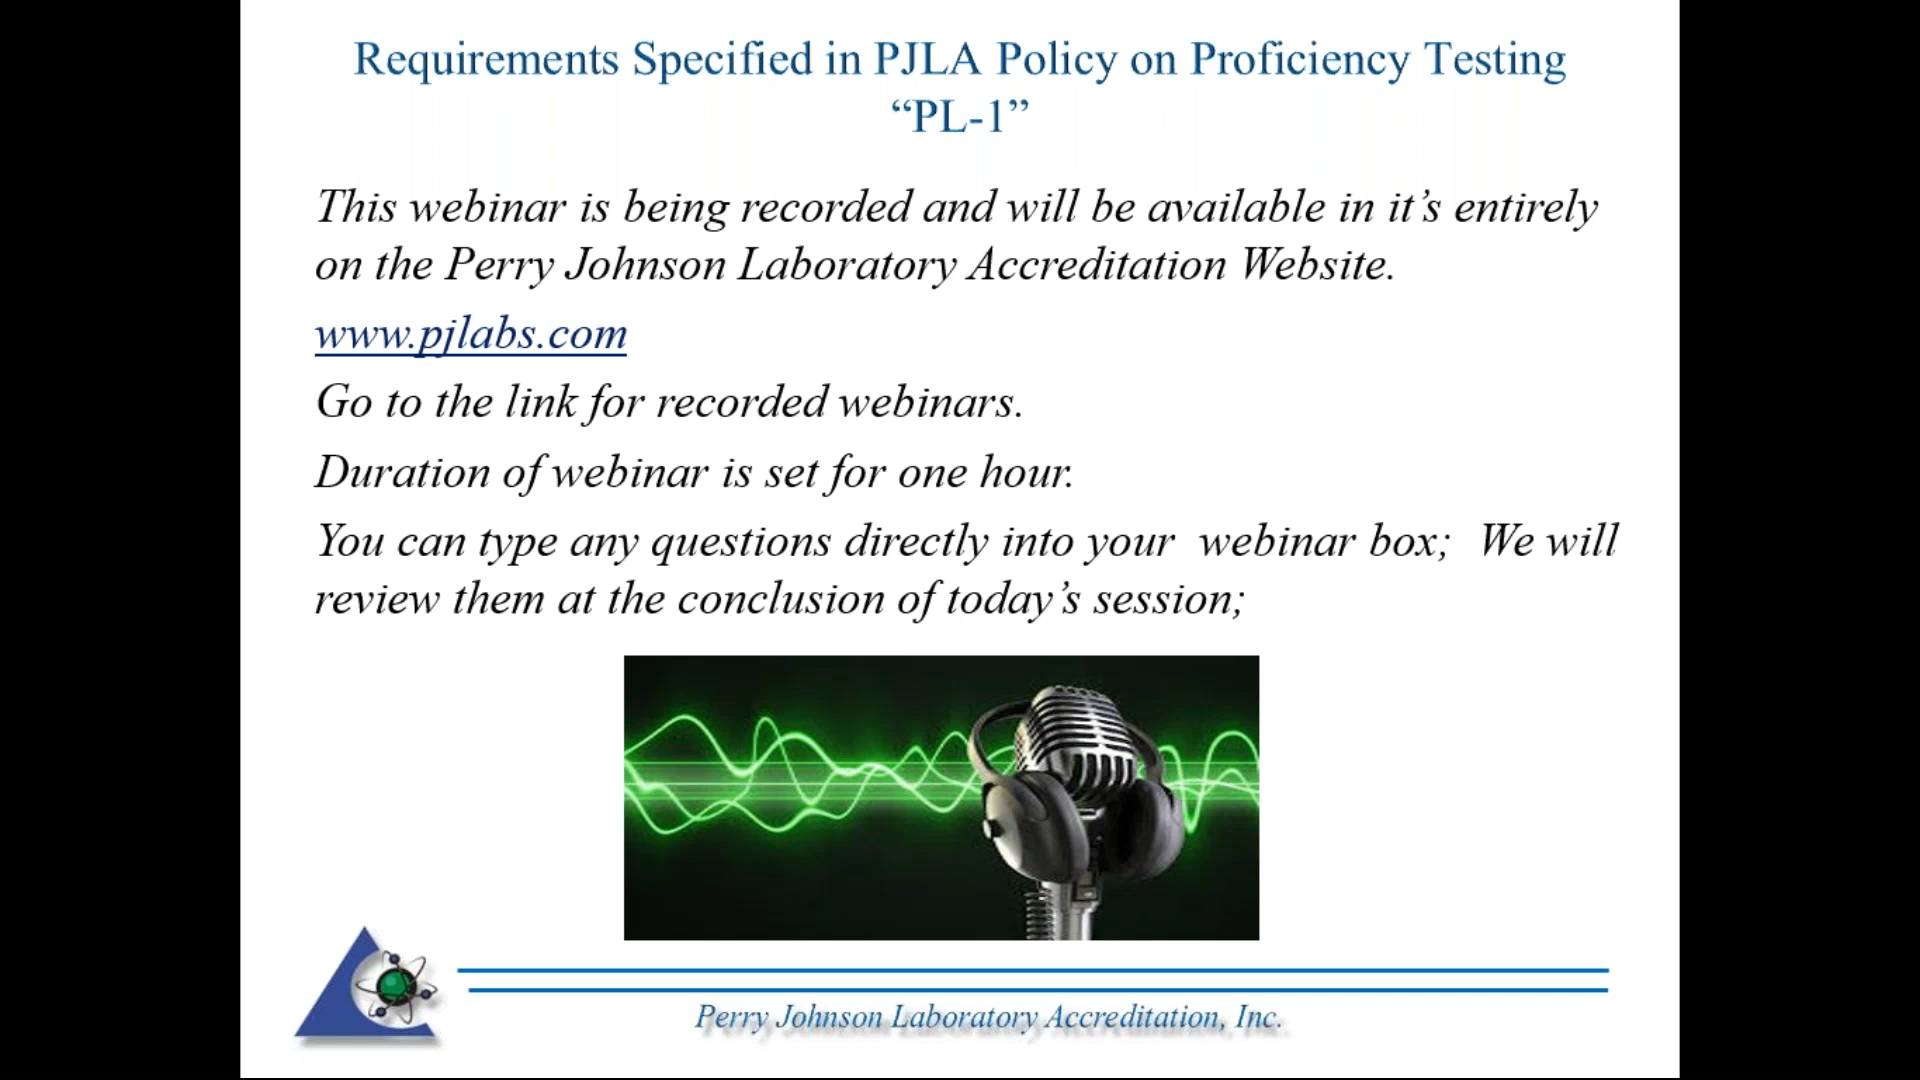 Requirements Specified in PJLA Policy on Proficiency Testing
“PL-1”
This webinar is being recorded and will be available in it’s entirely
on the Perry Johnson Laboratory Accreditation Website.
www.pjlabs.com
Go to the link for recorded webinars.
Duration of webinar is set for one hour.
You can type any questions directly into your webinar box; We will
review them at the conclusion of today’s session;
Perry Johnson Laboratory Accreditation, Inc.